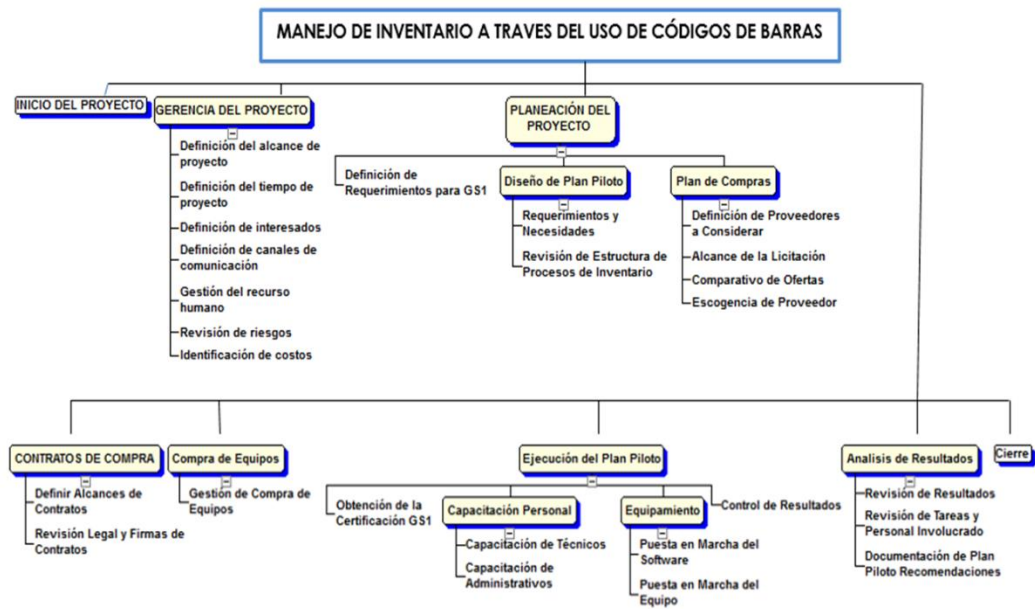 MANEJO DE INVENTARIO A TRAVES DEL USO DE CÓDIGOS DE BARRAS
INICIO DEL PROYECTO
GERENCIA DEL PROYECTO
Definición del alcance de
proyecto
Definición del tiempo de
proyecto
Definición de interesados
Definición de canales de
comunicación
Gestión del recurso
humano
Revisión de riesgos
Identificación de costos
PLANEACIÓN DEL
PROYECTO
Definición de
Requerimientos para GS1
Diseño de Plan Piloto
Requerimientos y
Necesidades
Revisión de Estructura de
Procesos de Inventario
Plan de Compras
Definición de Proveedores
a Considerar
Alcance de la Licitación
Comparativo de Ofertas
Escogencia de Proveedor
CONTRATOS DE COMPRA
Definir Alcances de
Contratos
Revisión Legal y Firmas de
Contratos
Compra de Equipos
Gestión de Compra de
Equipos
Ejecución del Plan Piloto
Obtención de la
Certificación GS1
Capacitación Personal
Capacitación de Técnicos
Capacitación de
Administrativos
Equipamiento
Puesta en Marcha del
Software
Puesta en Marcha del
Equipo
Control de Resultados
Analisis de Resultados
Revisión de Resultados
Revisión de Tareas y
Personal Involucrado
Documentación de Plan
Piloto Recomendaciones
Cierre